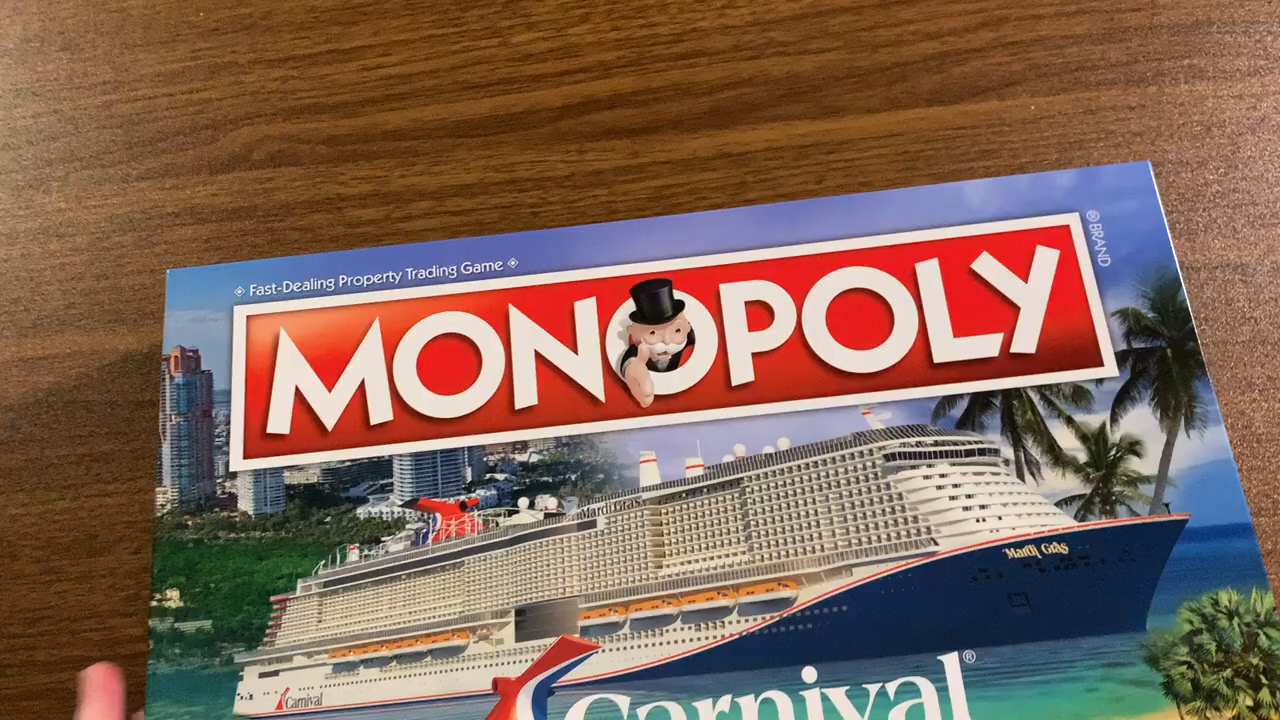 ◈ Fast-Dealing Property Trading Game ◈
MONOPOLY
® BRAND
Mardi Gras
Mardi Gras
Carnival
Carnival®